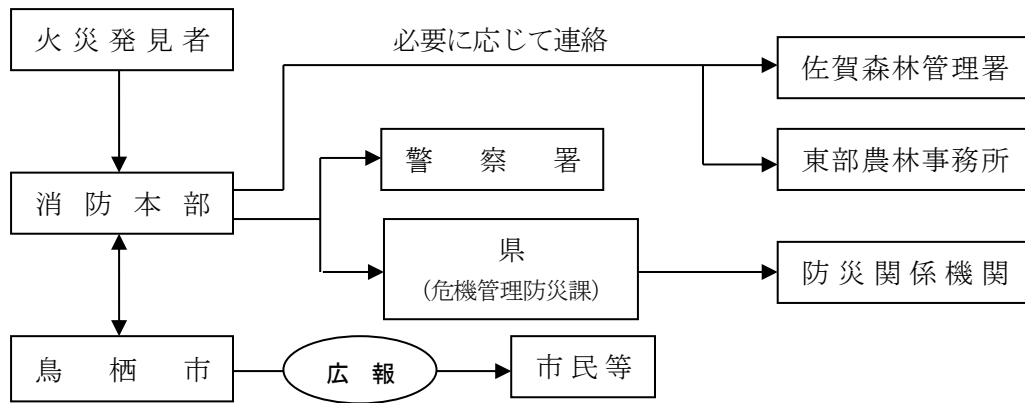 火災発見者
必要に応じて連絡
佐賀森林管理署
警察署
東部農林事務所
消防本部
県
(危機管理防災課)
防災関係機関
鳥栖市
広報
市民等